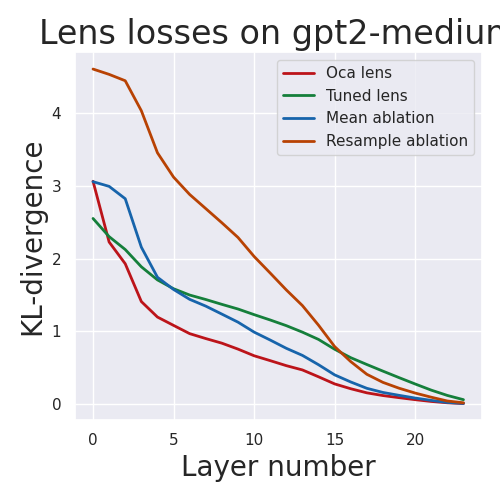 Lens losses on gpt2-medium
Oca lens
Tuned lens
Mean ablation
Resample ablation
KL-divergence
4
3
2
1
0
0 5 10 15 20
Layer number